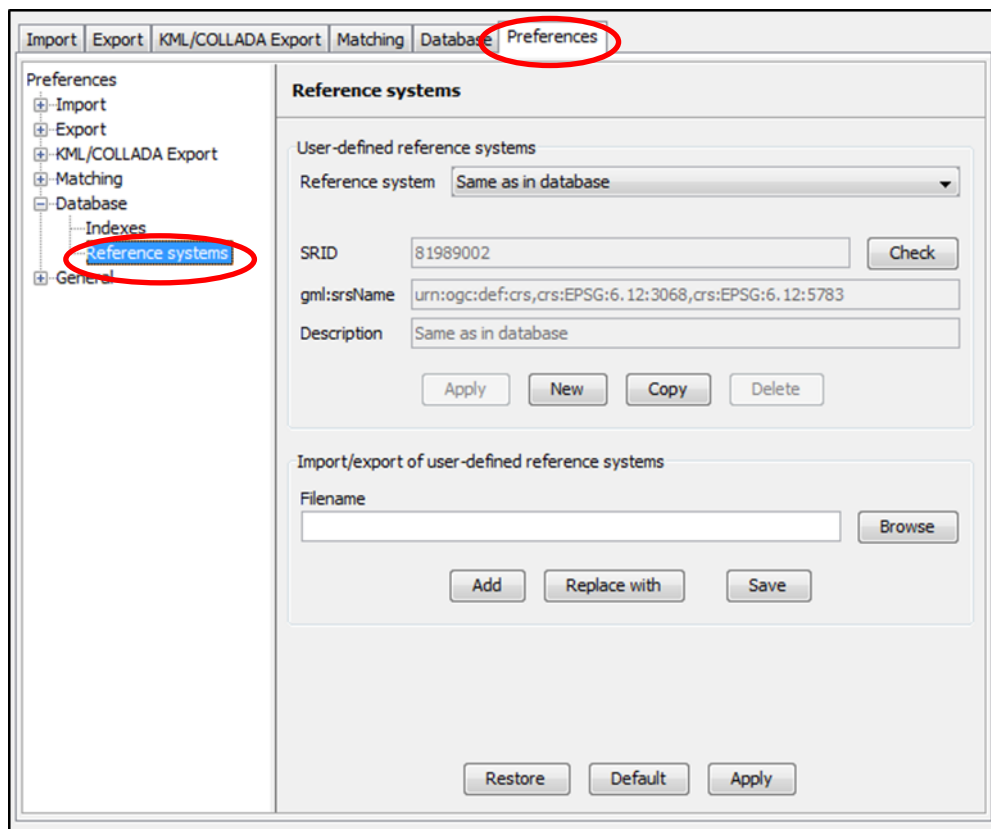 Import Export KML/COLLADA Export Matching Database Preferences
Preferences
Import
Export
KML/COLLADA Export
Matching
Database
Indexes
Reference systems
General
Reference systems
User-defined reference systems
Reference system Same as in database
SRID 81989002 Check
gml:srsName urn:ogc:def:crs,crs:EPSG:6.12:3068,crs:EPSG:6.12:5783
Description Same as in database
Apply New Copy Delete
Import/export of user-defined reference systems
Filename
Browse
Add Replace with Save
Restore Default Apply